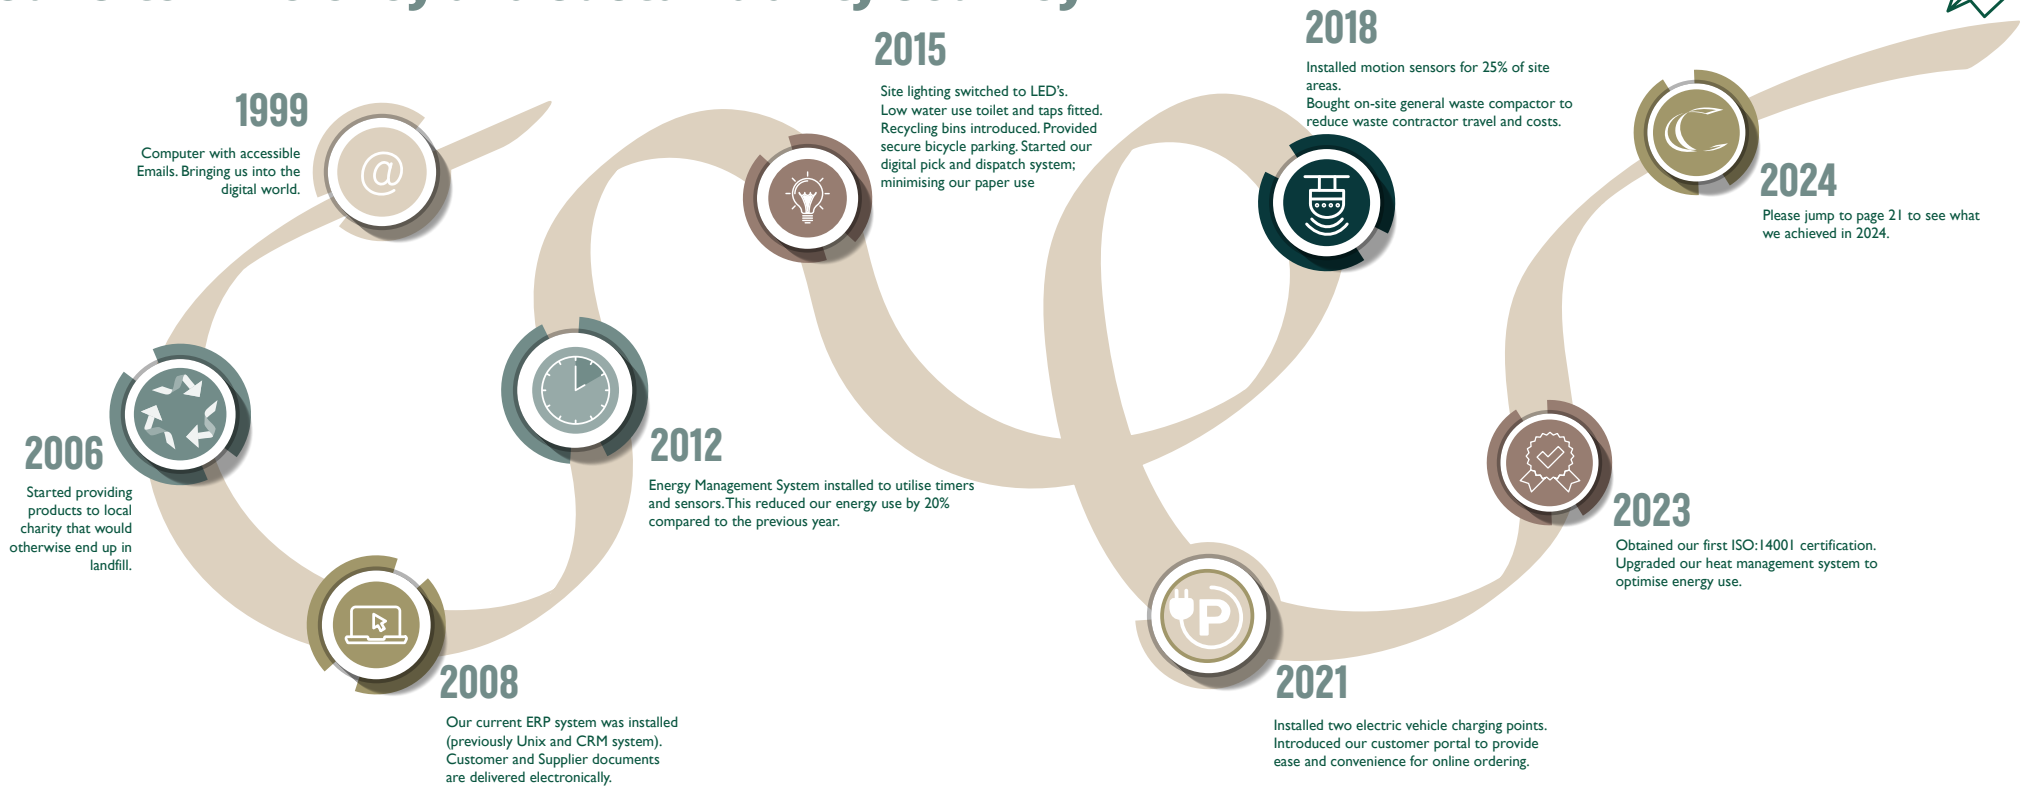 1999
Computer with accessible
Emails. Bringing us into the
digital world.
2006
Started providing
products to local
charity that would
otherwise end up in
landfill.
2008
Our current ERP system was installed
(previously Unix and CRM system).
Customer and Supplier documents
are delivered electronically.
2012
Energy Management System installed to utilise timers
and sensors. This reduced our energy use by 20%
compared to the previous year.
2015
Site lighting switched to LED's.
Low water use toilet and taps fitted.
Recycling bins introduced. Provided
secure bicycle parking. Started our
digital pick and dispatch system;
minimising our paper use
2018
Installed motion sensors for 25% of site
areas.
Bought on-site general waste compactor to
reduce waste contractor travel and costs.
2021
Installed two electric vehicle charging points.
Introduced our customer portal to provide
ease and convenience for online ordering.
2023
Obtained our first ISO:14001 certification.
Upgraded our heat management system to
optimise energy use.
2024
Please jump to page 21 to see what
we achieved in 2024.
@
P